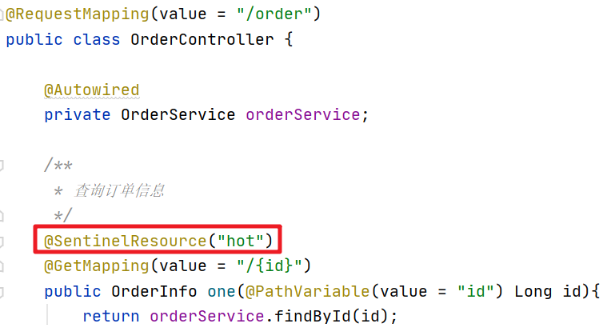 @RequestMapping(value = "/order")
public class OrderController {
@Autowired
private OrderService orderService;
/**
* 查询订单信息
*/
@SentinelResource("hot")
@GetMapping(value = "/{id}")
public OrderInfo one(@PathVariable(value = "id") Long id){
return orderService.findById(id);